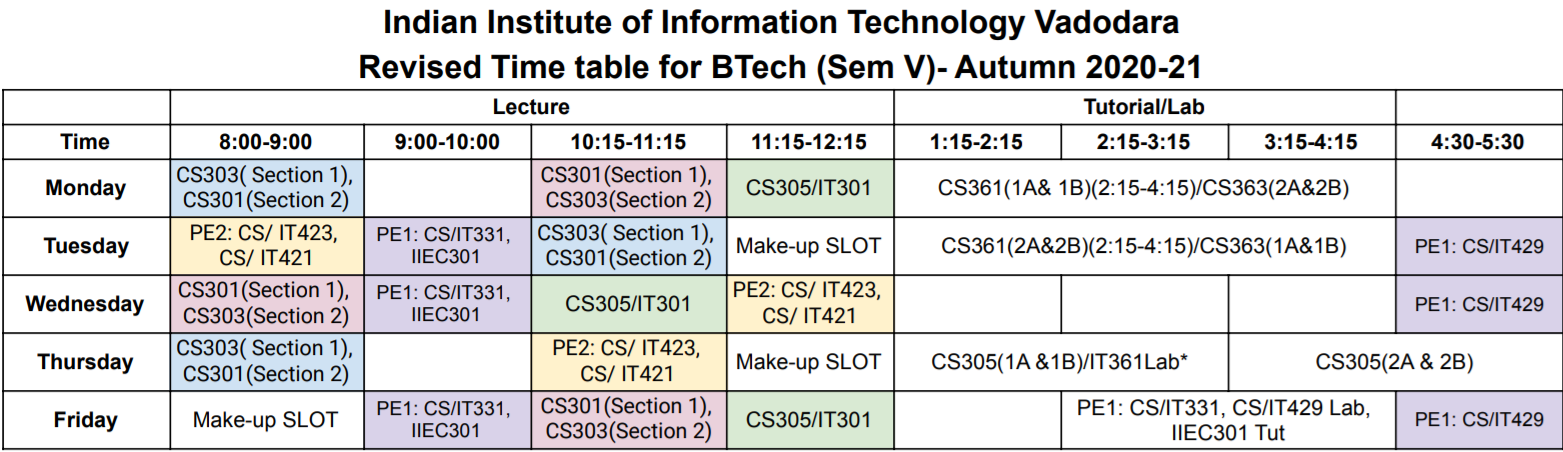 Indian Institute of Information Technology Vadodara
Revised Time table for BTech (Sem V)- Autumn 2020-21
Lecture Tutorial/Lab
Time 8:00-9:00 9:00-10:00 10:15-11:15 11:15-12:15 1:15-2:15 2:15-3:15 3:15-4:15 4:30-5:30
Monday
CS303( Section 1),
CS301(Section 2)
CS301(Section 1),
CS303(Section 2)
CS305/IT301
CS361(1A& 1B)(2:15-4:15)/CS363(2A&2B)
Tuesday
PE2: CS/ IT423,
CS/ IT421
PE1: CS/IT331,
IIEC301
CS303( Section 1),
CS301(Section 2)
Make-up SLOT
CS361(2A&2B)(2:15-4:15)/CS363(1A&1B)
PE1: CS/IT429
Wednesday
CS301(Section 1),
CS303(Section 2)
PE1: CS/IT331,
IIEC301
CS305/IT301
PE2: CS/ IT423,
CS/ IT421
PE1: CS/IT429
Thursday
CS303( Section 1),
CS301(Section 2)
PE2: CS/ IT423,
CS/ IT421
Make-up SLOT
CS305(1A &1B)/IT361Lab*
CS305(2A & 2B)
Friday
Make-up SLOT
PE1: CS/IT331,
IIEC301
CS301(Section 1),
CS303(Section 2)
CS305/IT301
PE1: CS/IT331, CS/IT429 Lab,
IIEC301 Tut
PE1: CS/IT429